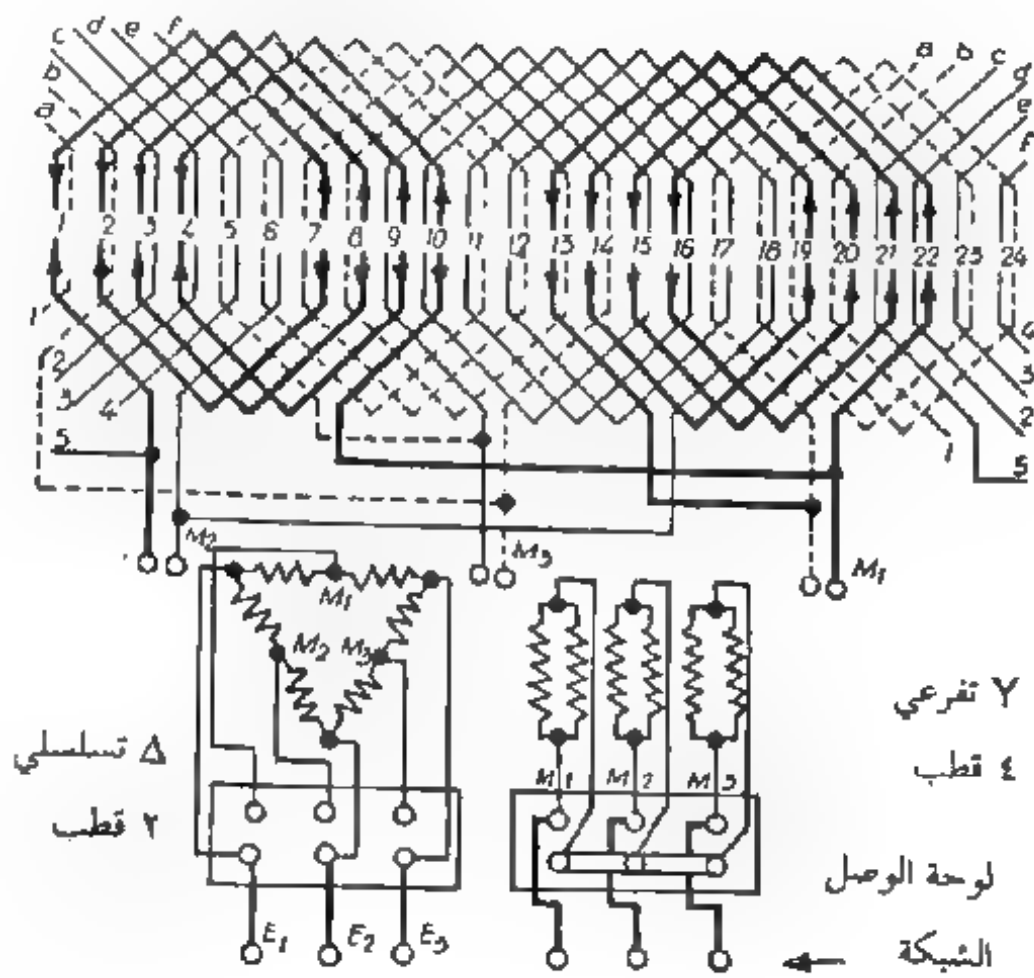 a b c d e f
a b c d e f
1 2 3 4 5 6 7 8 9 10 11 12 13 14 15 16 17 18 19 20 21 22 23 24
1 2 3 4 5
4 3 2 1 5
M2 M3 M1
M1
M2 M3
Δ تسلسلي
٢ قطب
E1 E2 E3
Y تفرعي
٤ قطب
M1 M2 M3
لوحة الوصل
الشبكة